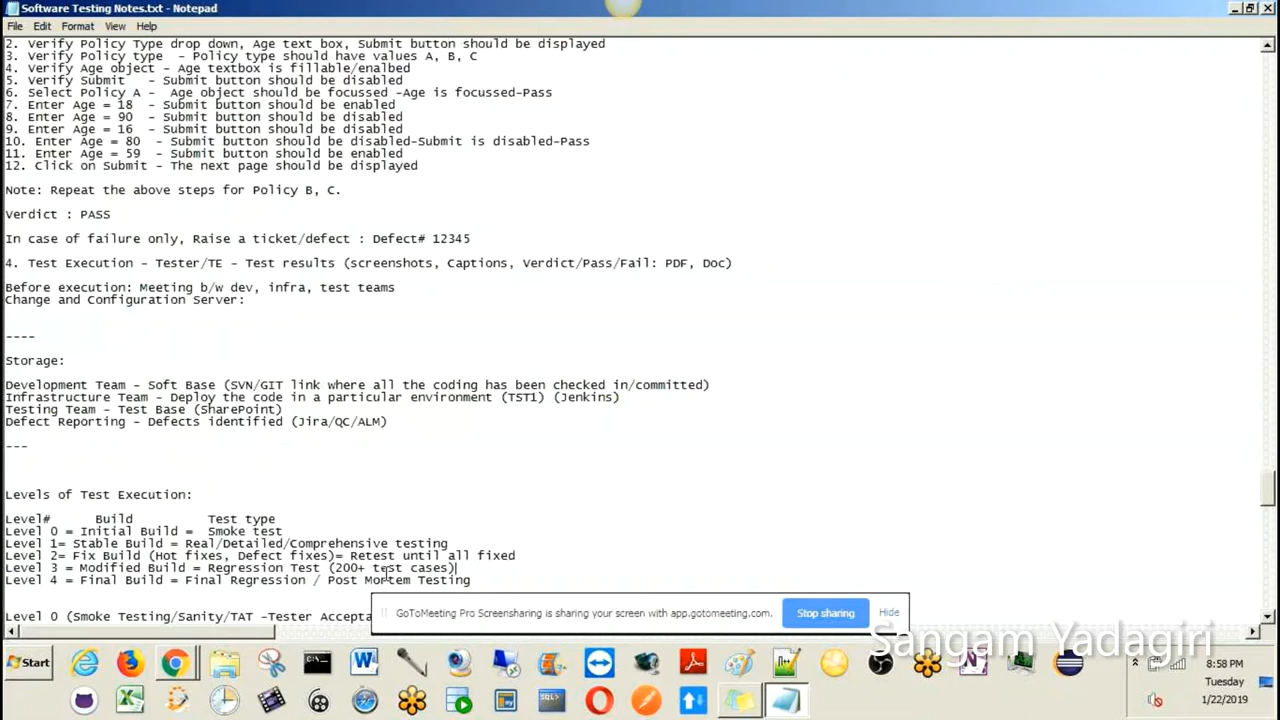 Software Testing Notes.txt - Notepad
File Edit Format View Help
2. Verify Policy Type drop down, Age text box, Submit button should be displayed
3. Verify Policy type - Policy type should have values A, B, C
4. Verify Age object - Age textbox is fillable/enalbed
5. Verify Submit - Submit button should be disabled
6. Select Policy A - Age object should be focussed -Age is focussed-Pass
7. Enter Age = 18 - Submit button should be enabled
8. Enter Age = 90 - Submit button should be disabled
9. Enter Age = 16 - Submit button should be disabled
10. Enter Age = 80 - Submit button should be disabled-Submit is disabled-Pass
11. Enter Age = 59 - Submit button should be enabled
12. Click on Submit - The next page should be displayed
Note: Repeat the above steps for Policy B, C.
Verdict : PASS
In case of failure only, Raise a ticket/defect : Defect# 12345
4. Test Execution - Tester/TE - Test results (screenshots, Captions, Verdict/Pass/Fail: PDF, Doc)
Before execution: Meeting b/w dev, infra, test teams
Change and Configuration Server:
----
Storage:
Development Team - Soft Base (SVN/GIT link where all the coding has been checked in/committed)
Infrastructure Team - Deploy the code in a particular environment (TST1) (Jenkins)
Testing Team - Test Base (SharePoint)
Defect Reporting - Defects identified (Jira/QC/ALM)
---
Levels of Test Execution:
Level# Build Test type
Level 0 = Initial Build = Smoke test
Level 1= Stable Build = Real/Detailed/Comprehensive testing
Level 2= Fix Build (Hot fixes, Defect fixes)= Retest until all fixed
Level 3 = Modified Build = Regression Test (200+ test cases)
Level 4 = Final Build = Final Regression / Post Mortem Testing
Level 0 (Smoke Testing/Sanity/TAT -Tester Accepta
GoToMeeting Pro Screensharing is sharing your screen with app.gotomeeting.com. Stop sharing Hide
Sangam Yadagiri
Start
8:58 PM
Tuesday
1/22/2019